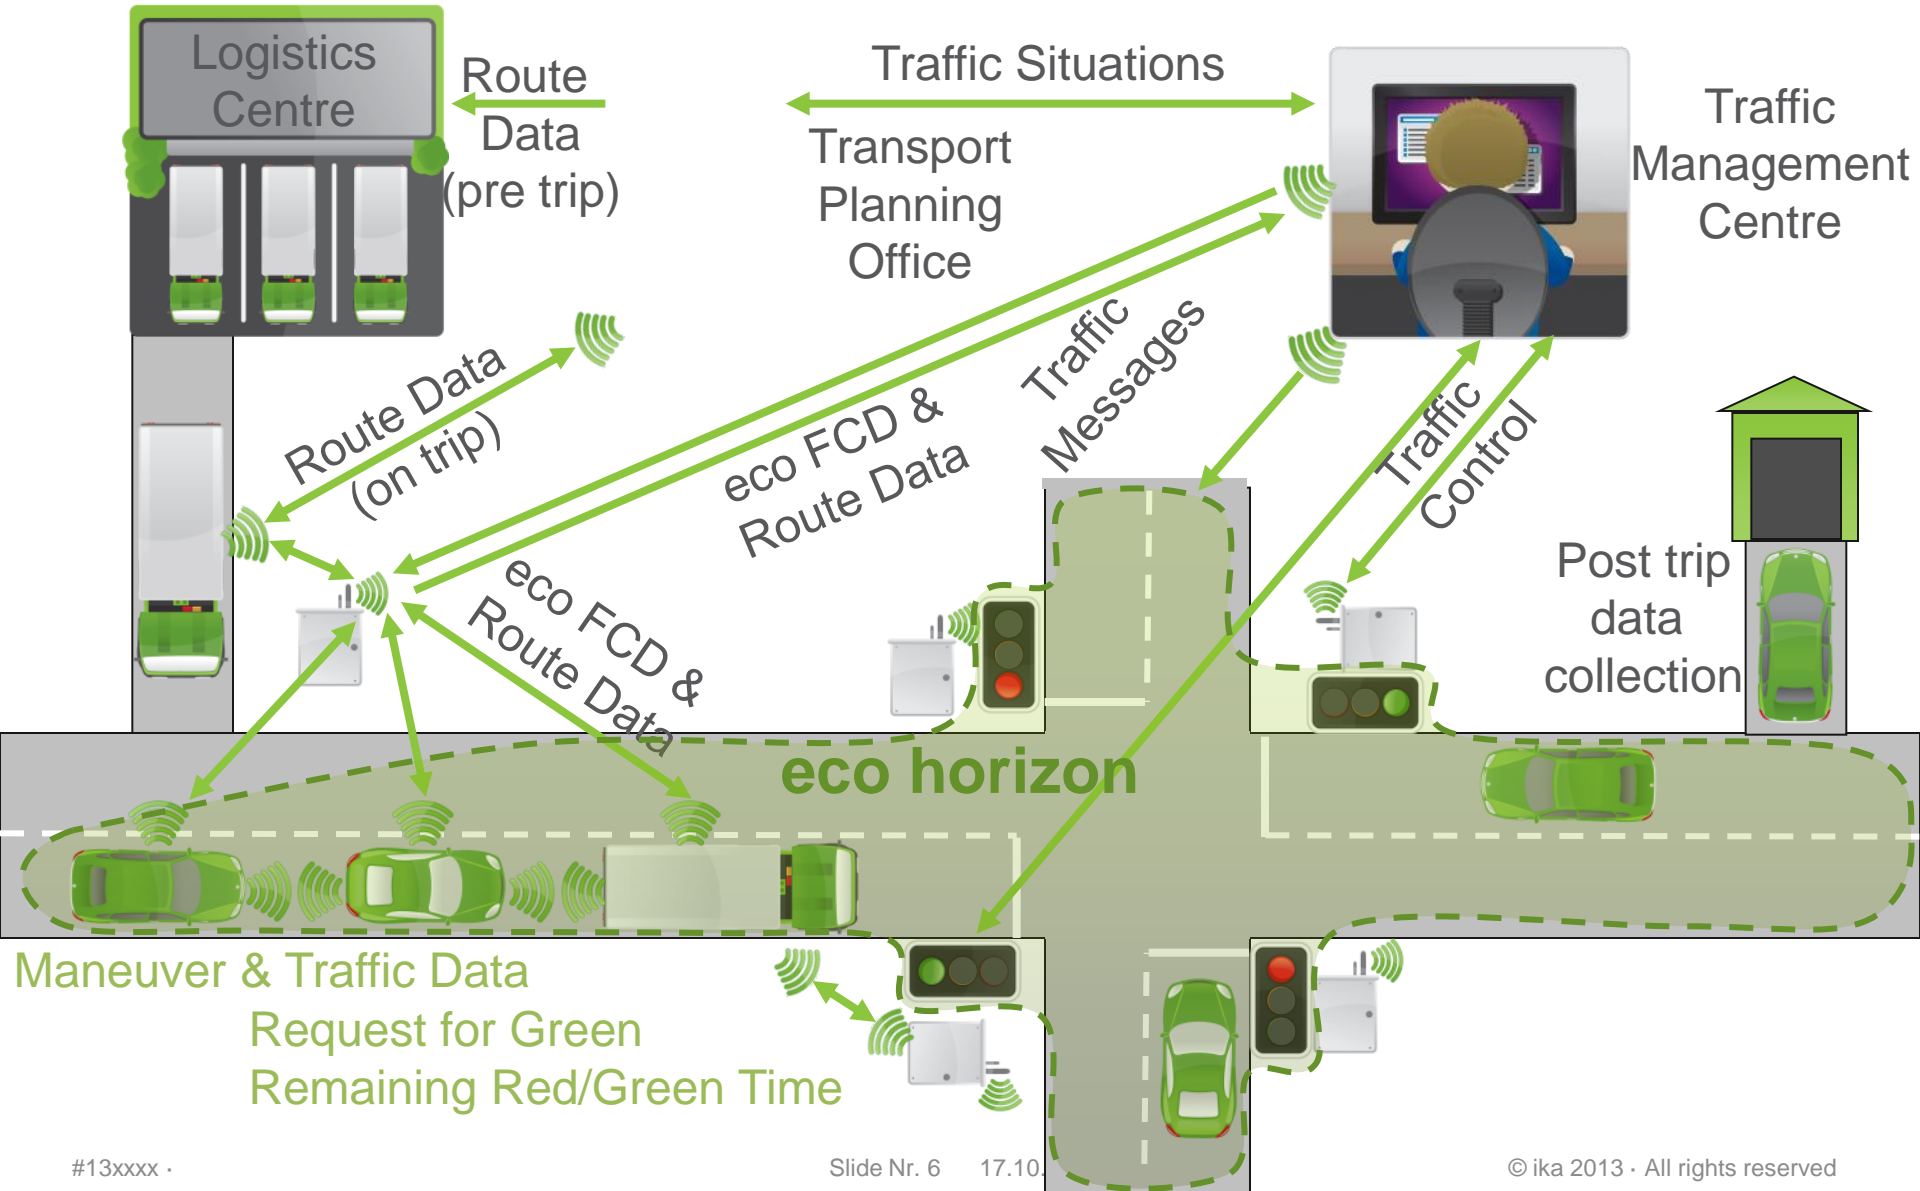 Logistics
Centre
Route
Data
(pre trip)
Traffic Situations
Transport
Planning
Office
Traffic
Management
Centre
Route Data
(on trip)
eco FCD &
Route Data
Traffic
Messages
Traffic
Control
eco FCD &
Route Data
Post trip
data
collection
eco horizon
Maneuver & Traffic Data
Request for Green
Remaining Red/Green Time
#13xxxx ·
Slide Nr. 6
17.10.
© ika 2013 · All rights reserved